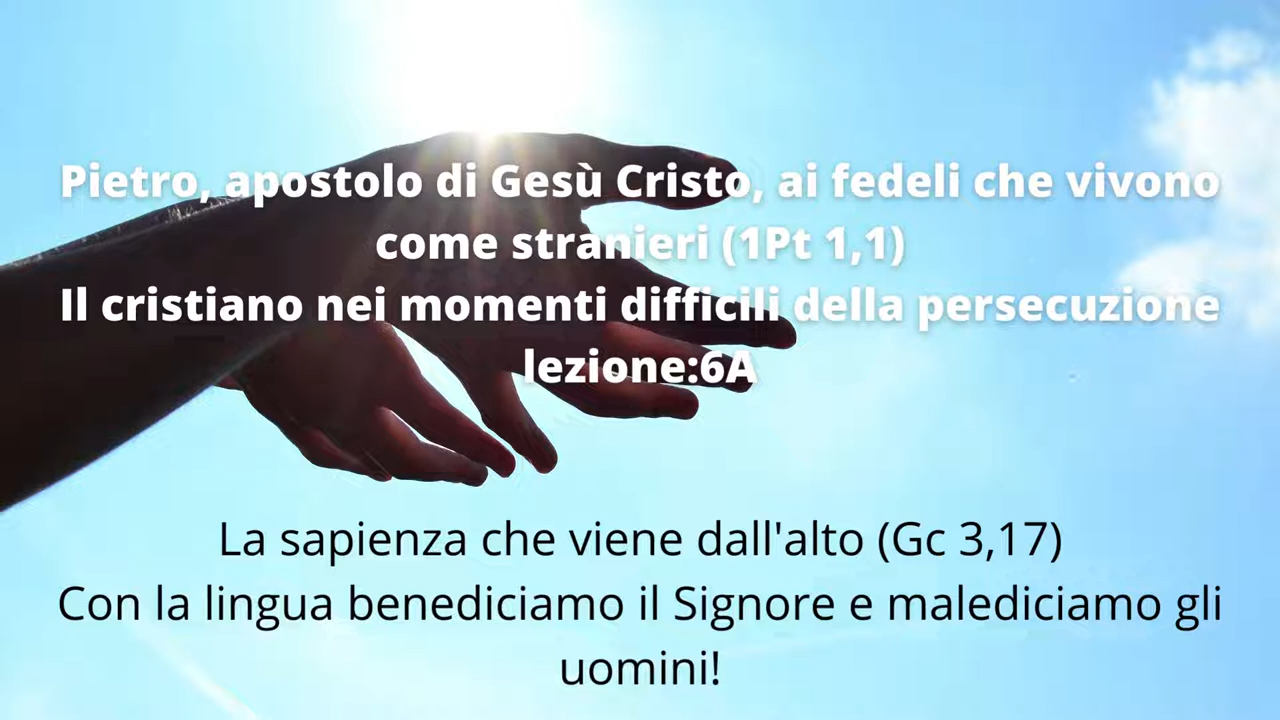 Pietro, apostolo di Gesù Cristo, ai fedeli che vivono
come stranieri (1Pt 1,1)
Il cristiano nei momenti difficili della persecuzione
lezione:6A
La sapienza che viene dall'alto (Gc 3,17)
Con la lingua benediciamo il Signore e malediciamo gli
uomini!